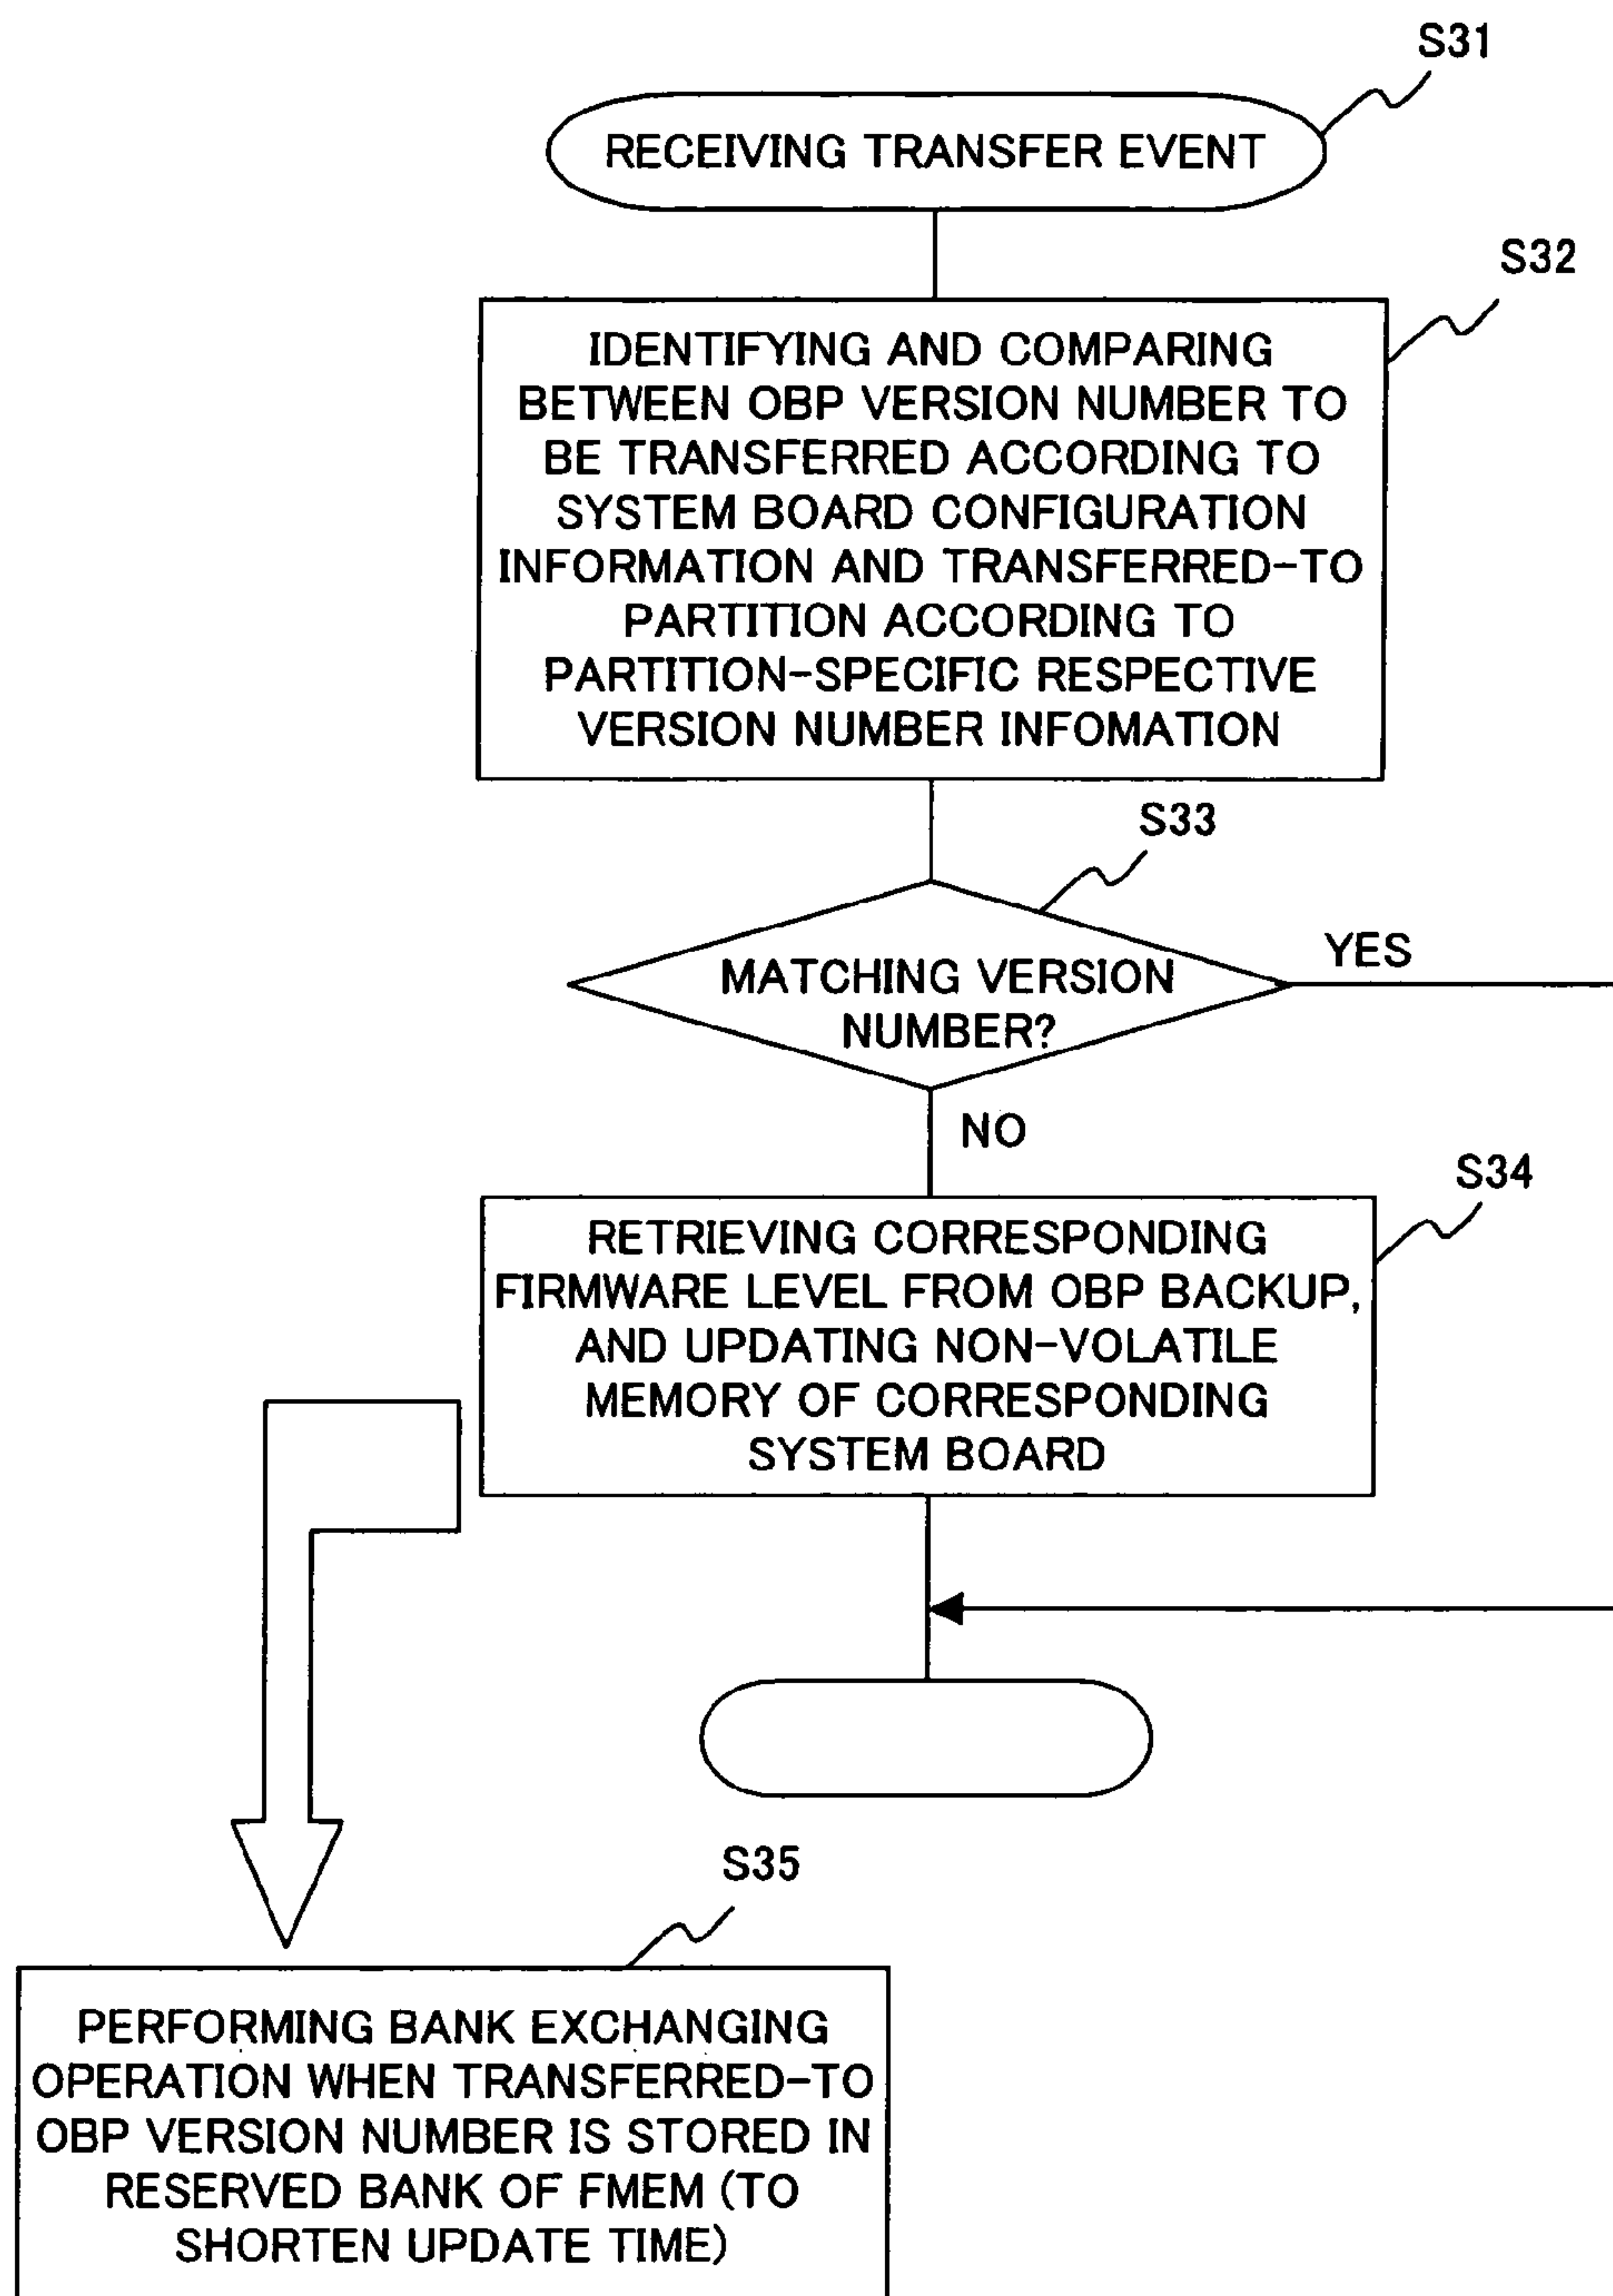 S31
RECEIVING TRANSFER EVENT
S32
IDENTIFYING AND COMPARING
BETWEEN OBP VERSION NUMBER TO
BE TRANSFERRED ACCORDING TO
SYSTEM BOARD CONFIGURATION
INFORMATION AND TRANSFERRED-TO
PARTITION ACCORDING TO
PARTITION-SPECIFIC RESPECTIVE
VERSION NUMBER INFOMATION
S33
YES
MATCHING VERSION
NUMBER?
NO
S34
RETRIEVING CORRESPONDING
FIRMWARE LEVEL FROM OBP BACKUP,
AND UPDATING NON-VOLATILE
MEMORY OF CORRESPONDING
SYSTEM BOARD
S35
PERFORMING BANK EXCHANGING
OPERATION WHEN TRANSFERRED-TO
OBP VERSION NUMBER IS STORED IN
RESERVED BANK OF FMEM (TO
SHORTEN UPDATE TIME)